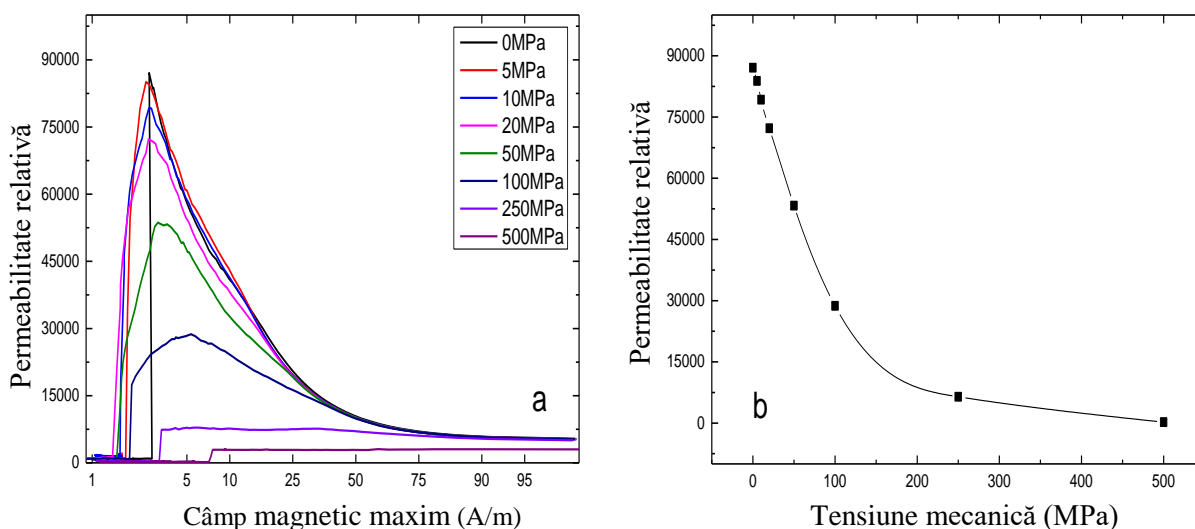 90000
75000
60000
45000
30000
15000
0
Permeabilitate relativă
0MPa
5MPa
10MPa
20MPa
50MPa
100MPa
250MPa
500MPa
a
1 5 10 25 50 75 90 95
Câmp magnetic maxim (A/m)
90000
75000
60000
45000
30000
15000
0
Permeabilitate relativă
b
0 100 200 300 400 500
Tensiune mecanică (MPa)